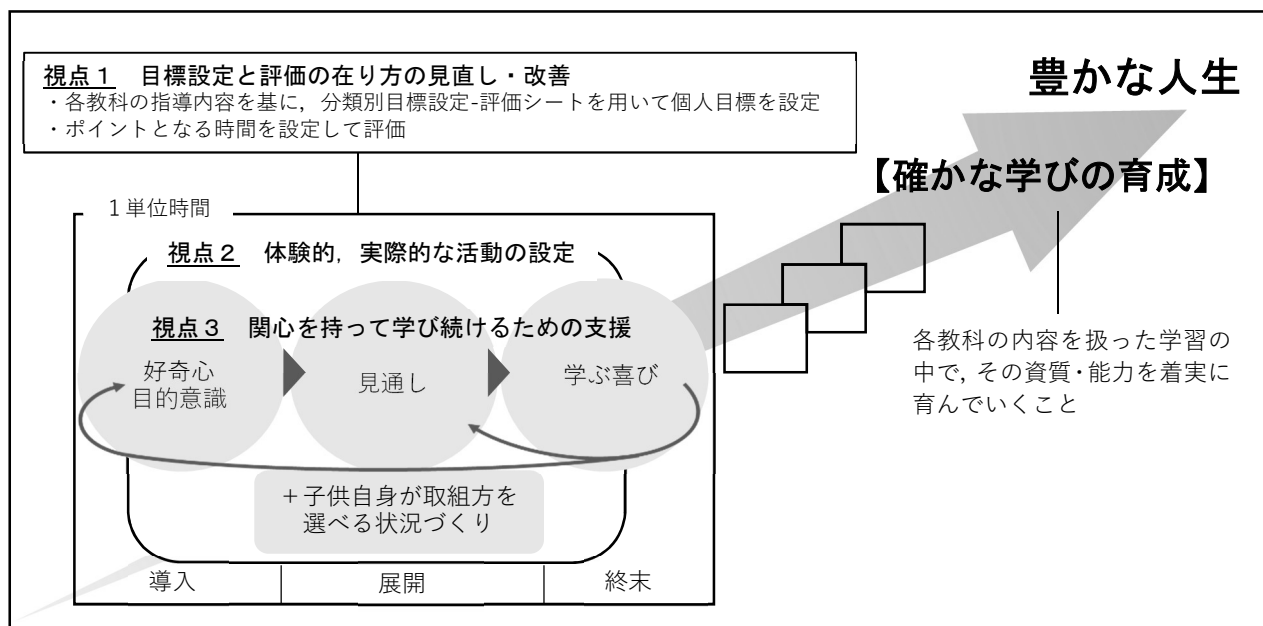 視点１　目標設定と評価の在り方の見直し・改善
・各教科の指導内容を基に，分類別目標設定-評価シートを用いて個人目標を設定
・ポイントとなる時間を設定して評価
豊かな人生
【確かな学びの育成】
各教科の内容を扱った学習の
中で，その資質・能力を着実に
育んでいくこと
１単位時間
視点２　体験的，実際的な活動の設定
視点３　関心を持って学び続けるための支援
好奇心
目的意識
見通し
学ぶ喜び
＋子供自身が取組方を
選べる状況づくり
導入
展開
終末